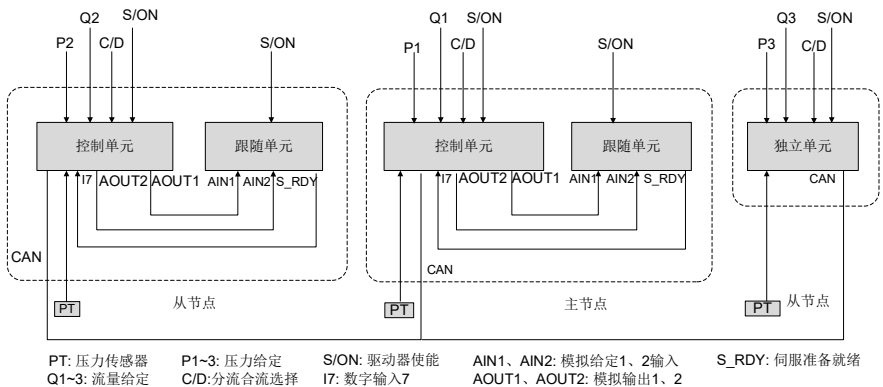 Q2
S/ON
P2
C/D
S/ON
控制单元
跟随单元
I7
AOUT2
AOUT1
AIN1
AIN2
S_RDY
CAN
PT
从节点
Q1
S/ON
P1
C/D
S/ON
控制单元
跟随单元
I7
AOUT2
AOUT1
AIN1
AIN2
S_RDY
CAN
PT
主节点
Q3
S/ON
P3
C/D
独立单元
CAN
PT
从节点
PT: 压力传感器 P1~3: 压力给定 S/ON: 驱动器使能 AIN1、AIN2: 模拟给定1、2输入 S_RDY: 伺服准备就绪
Q1~3: 流量给定 C/D:分流合流选择 I7: 数字输入7 AOUT1、AOUT2: 模拟输出1、2